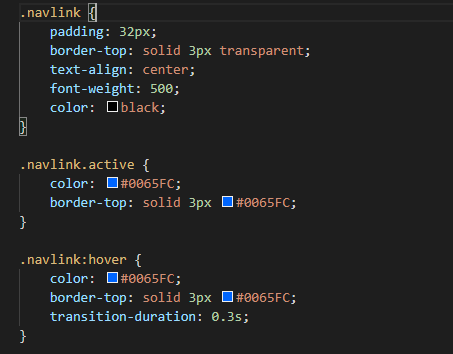 .navlink {
padding: 32px;
border-top: solid 3px transparent;
text-align: center;
font-weight: 500;
color: black;
}
.navlink.active {
color: #0065FC;
border-top: solid 3px #0065FC;
}
.navlink:hover {
color: #0065FC;
border-top: solid 3px #0065FC;
transition-duration: 0.3s;
}